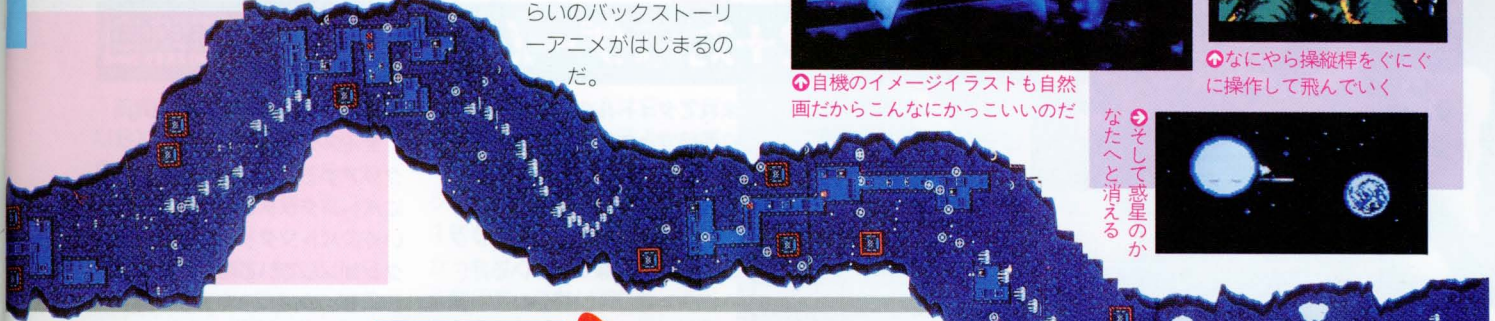 らいのバックストーリ
ーアニメがはじまるの
だ。
自機のイメージイラストも自然
画だからこんなにかっこいいのだ
なにやら操縦桿をぐにぐ
に操作して飛んでいく
そして惑星のか
なたへと消える